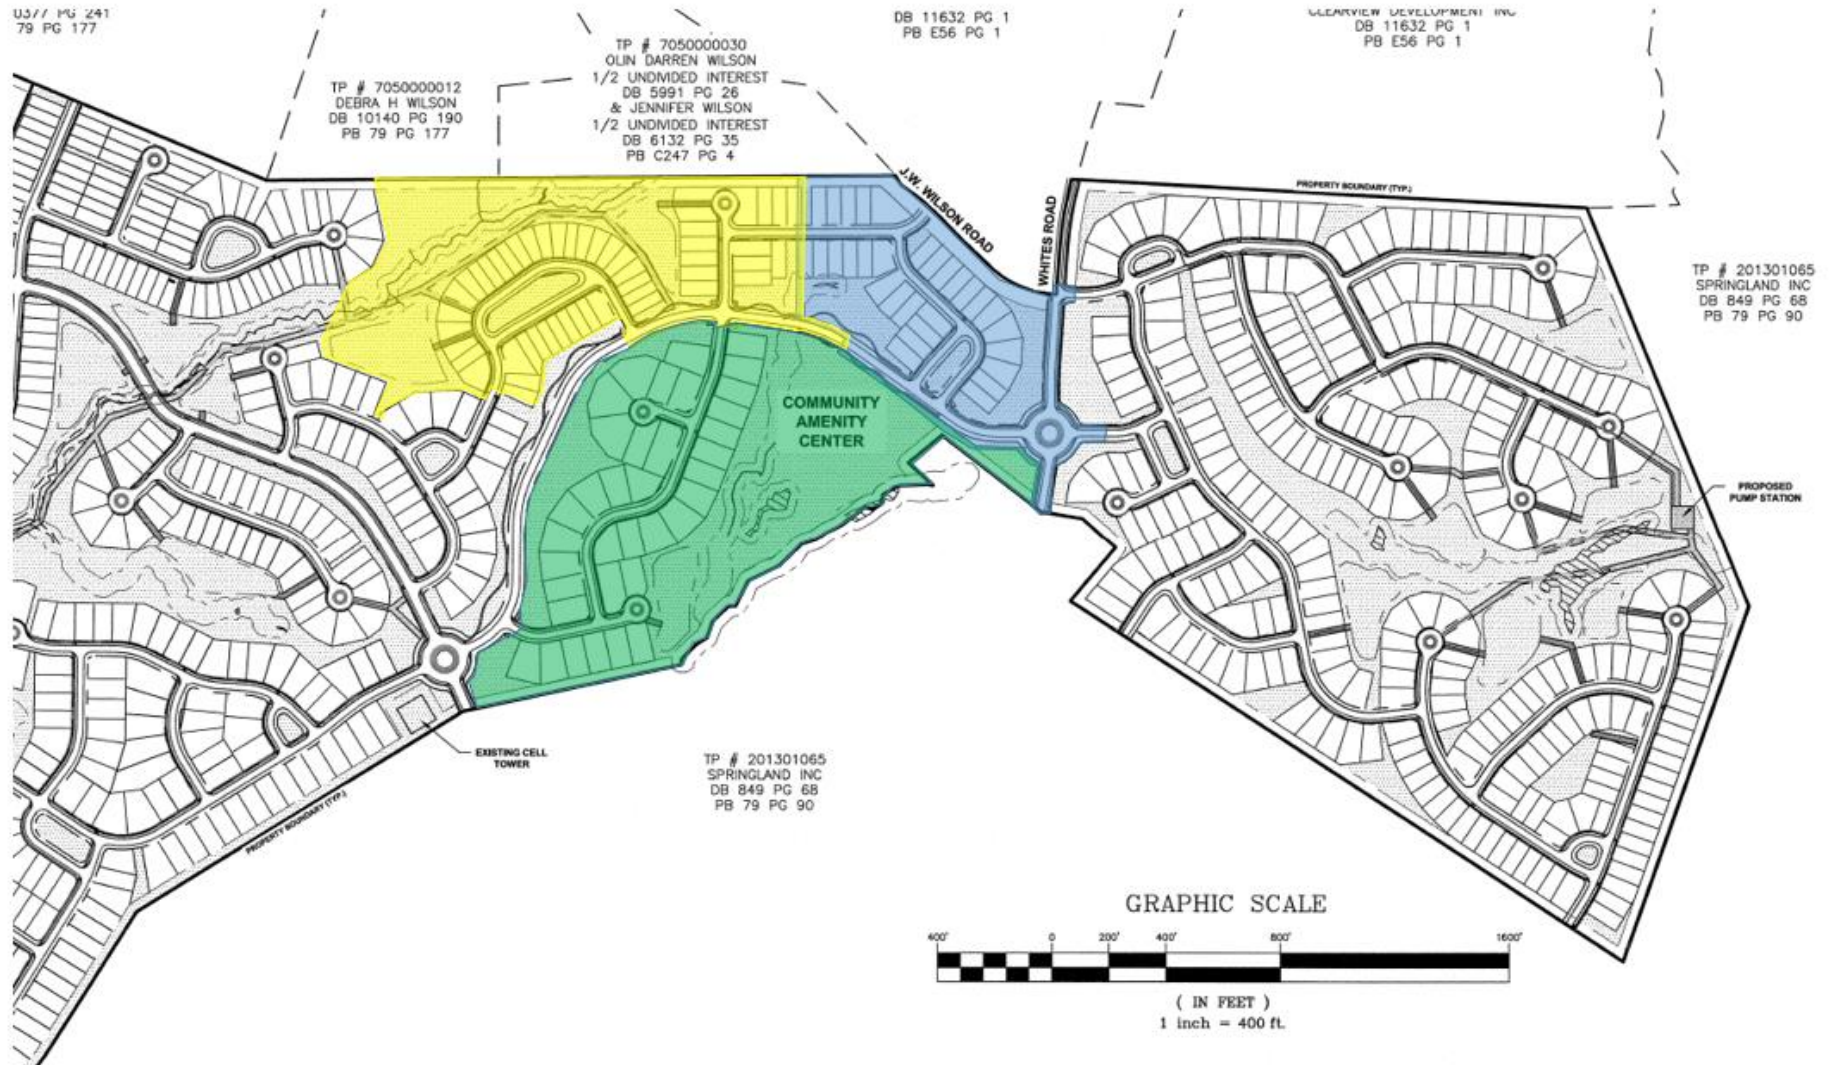 0377 PG 241
79 PG 177
TP # 7050000012
DEBRA H WILSON
DB 10140 PG 190
PB 79 PG 177
TP # 7050000030
OLIN DARREN WILSON
1/2 UNDIVIDED INTEREST
DB 5991 PG 26
& JENNIFER WILSON
1/2 UNDIVIDED INTEREST
DB 6132 PG 35
PB C247 PG 4
DB 11632 PG 1
PB E56 PG 1
CLEARVIEW DEVELOPMENT INC
DB 11632 PG 1
PB E56 PG 1
J.W. WILSON ROAD
WHITES ROAD
PROPERTY BOUNDARY (TYP.)
TP # 201301065
SPRINGLAND INC
DB 849 PG 68
PB 79 PG 90
COMMUNITY
AMENITY
CENTER
PROPOSED
PUMP STATION
EXISTING CELL
TOWER
PROPERTY BOUNDARY (TYP.)
TP # 201301065
SPRINGLAND INC
DB 849 PG 68
PB 79 PG 90
GRAPHIC SCALE
400' 0 200' 400' 800' 1600'
( IN FEET )
1 inch = 400 ft.